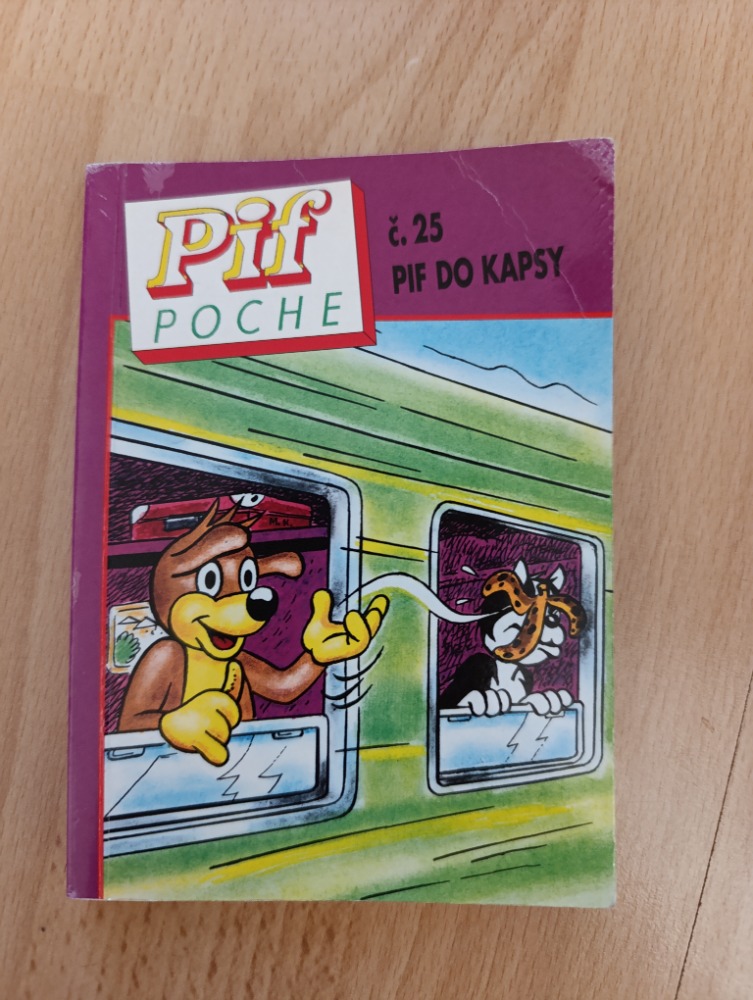 Pif
POCHE
č. 25
PIF DO KAPSY
M.R.